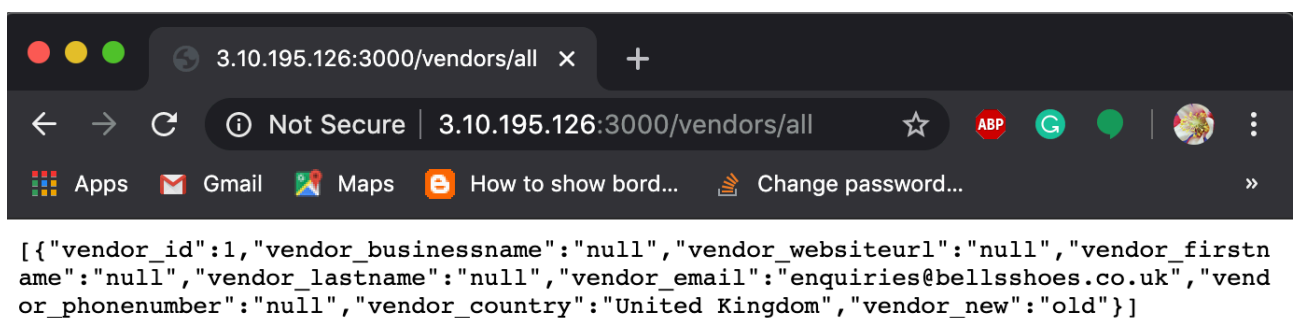 3.10.195.126:3000/vendors/all
Not Secure | 3.10.195.126:3000/vendors/all
ABP
G
Apps Gmail Maps How to show bord... Change password... »
[{"vendor_id":1,"vendor_businessname":"null","vendor_websiteurl":"null","vendor_firstn
ame":"null","vendor_lastname":"null","vendor_email":"enquiries@bellsshoes.co.uk","vend
or_phonenumber":"null","vendor_country":"United Kingdom","vendor_new":"old"}]